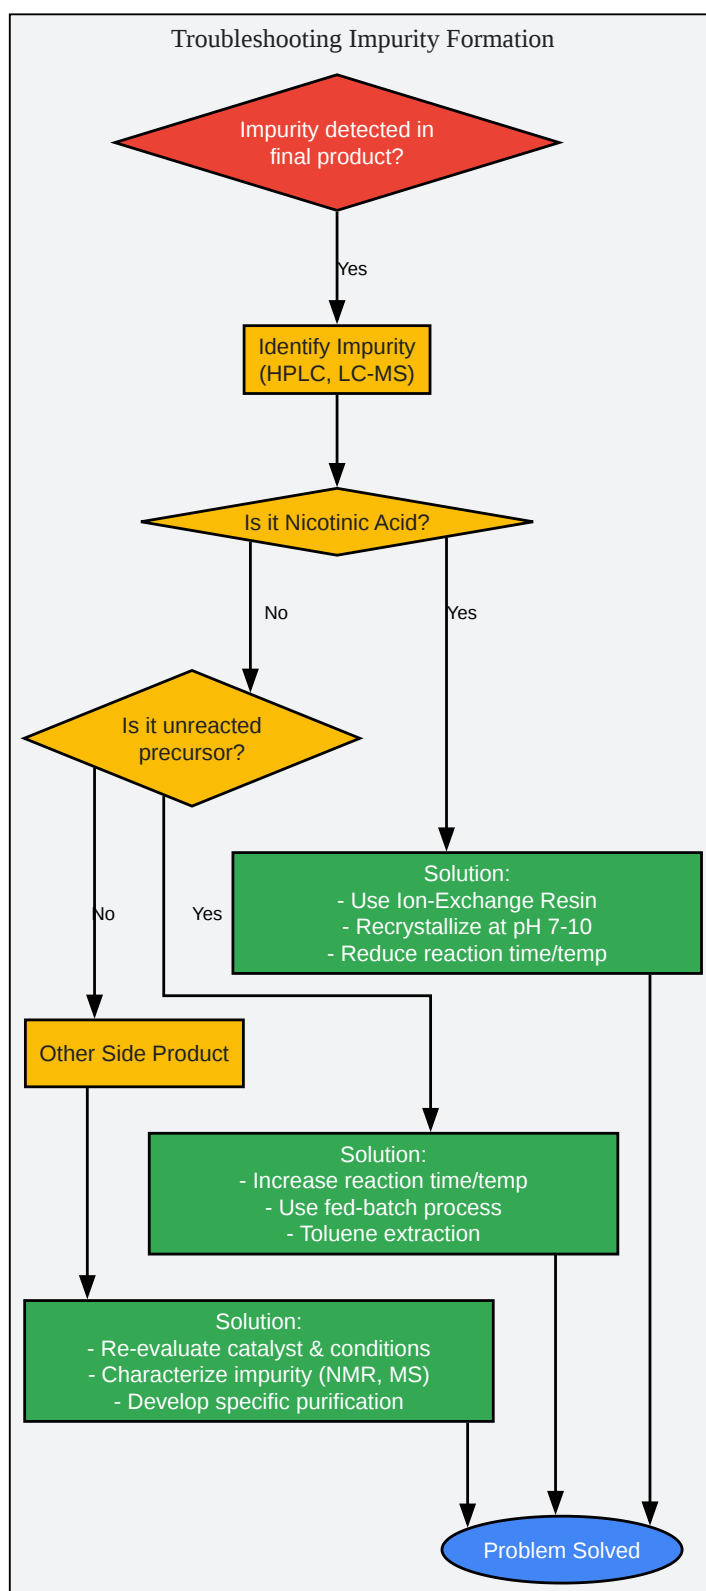 Troubleshooting Impurity Formation
Impurity detected in
final product?
Yes
Identify Impurity
(HPLC, LC-MS)
Is it Nicotinic Acid?
No
Yes
Is it unreacted
precursor?
Solution:
- Use Ion-Exchange Resin
- Recrystallize at pH 7-10
- Reduce reaction time/temp
No
Yes
Other Side Product
Solution:
- Increase reaction time/temp
- Use fed-batch process
- Toluene extraction
Solution:
- Re-evaluate catalyst & conditions
- Characterize impurity (NMR, MS)
- Develop specific purification
Problem Solved